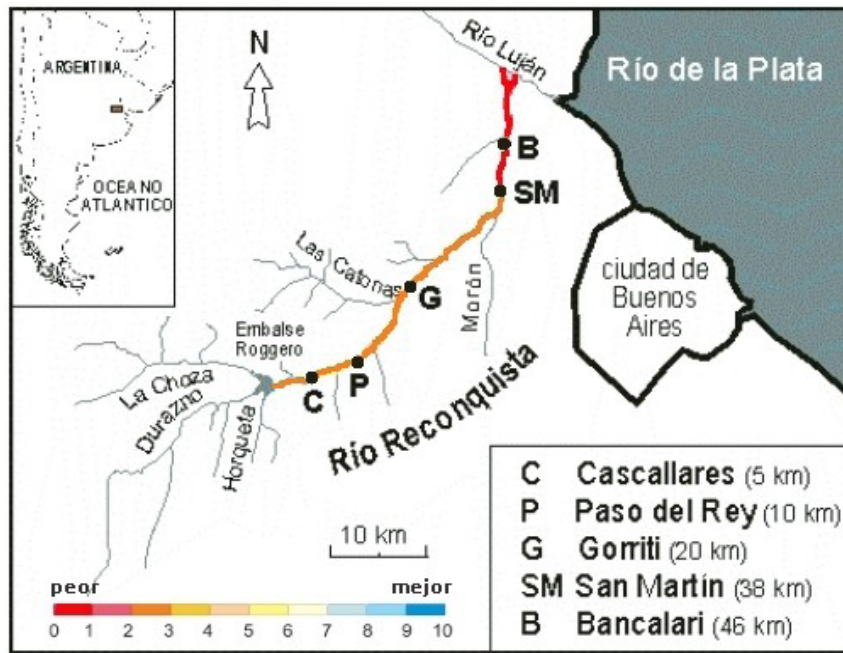 ARGENTINA
OCEANO
ATLANTICO
N
Río Luján
Río de la Plata
B
SM
Las Catonas
G
Morón
ciudad de
Buenos
Aires
Embalse
Roggero
La Choza
Durazno
C
P
Horqueta
Río Reconquista
10 km
peor mejor
0 1 2 3 4 5 6 7 8 9 10
C Cascallares (5 km)
P Paso del Rey (10 km)
G Gorriti (20 km)
SM San Martín (38 km)
B Bancalari (46 km)